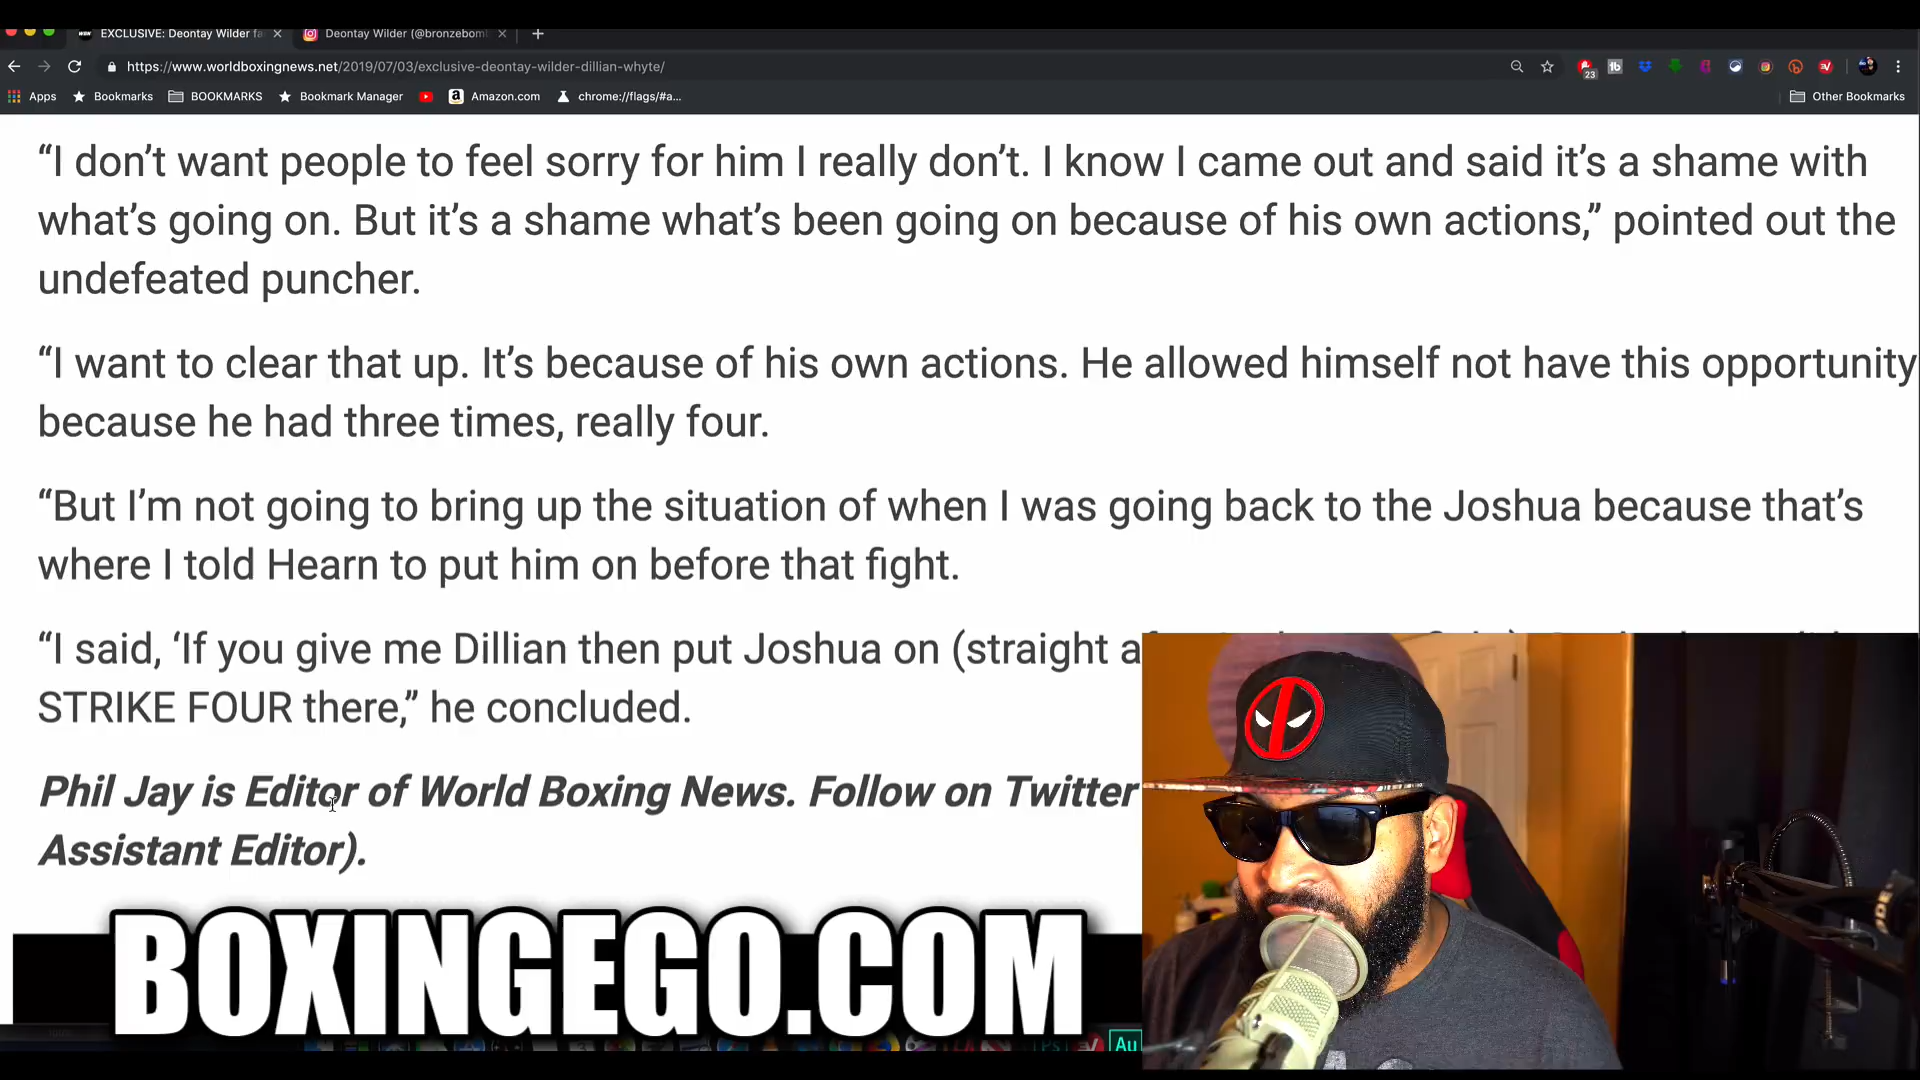 EXCLUSIVE: Deontay Wilder fa
Deontay Wilder (@bronzebomb
https://www.worldboxingnews.net/2019/07/03/exclusive-deontay-wilder-dillian-whyte/
23
Apps Bookmarks BOOKMARKS Bookmark Manager Amazon.com chrome://flags/#a... Other Bookmarks
“I don’t want people to feel sorry for him I really don’t. I know I came out and said it’s a shame with
what’s going on. But it’s a shame what’s been going on because of his own actions,” pointed out the
undefeated puncher.
“I want to clear that up. It’s because of his own actions. He allowed himself not have this opportunity
because he had three times, really four.
“But I’m not going to bring up the situation of when I was going back to the Joshua because that’s
where I told Hearn to put him on before that fight.
“I said, ‘If you give me Dillian then put Joshua on (straight a
STRIKE FOUR there,” he concluded.
Phil Jay is Editor of World Boxing News. Follow on Twitter
Assistant Editor).
BOXINGEGO.COM
Ps
Au